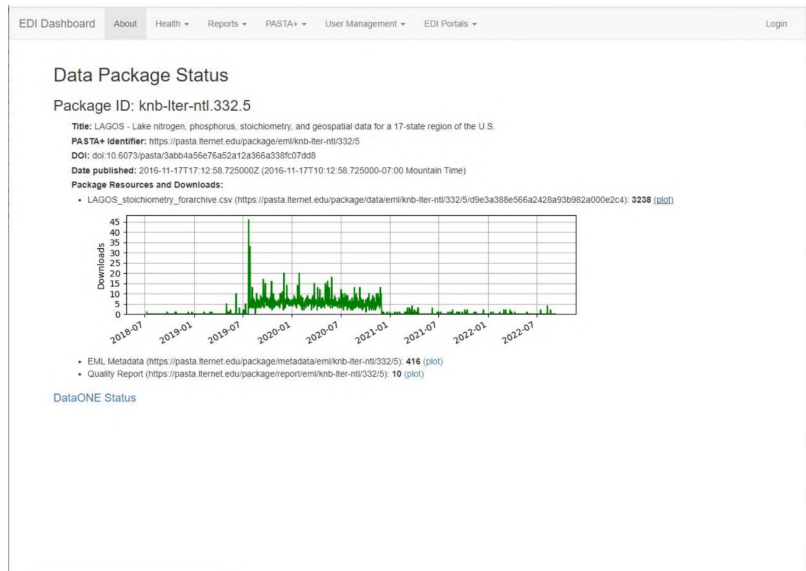 EDI Dashboard About Health Reports PASTA+ User Management EDI Portals Login
Data Package Status
Package ID: knb-lter-ntl.332.5
Title: LAGOS - Lake nitrogen, phosphorus, stoichiometry, and geospatial data for a 17-state region of the U.S.
PASTA+ Identifier: https://pasta.lternet.edu/package/eml/knb-lter-ntl/332/5
DOI: doi:10.6073/pasta/3abb4a56e76a52a12a366a338fc07dd8
Date published: 2016-11-17T17:12:58.725000Z (2016-11-17T10:12:58.725000-07:00 Mountain Time)
Package Resources and Downloads:
• LAGOS_stoichiometry_forarchive.csv (https://pasta.lternet.edu/package/data/eml/knb-lter-ntl/332/5/d9e3a388e566a2428a93b982a000e2c4): 3238 (plot)
Downloads
45
40
35
30
25
20
15
10
5
0
2018-07 2019-01 2019-07 2020-01 2020-07 2021-01 2021-07 2022-01 2022-07
• EML Metadata (https://pasta.lternet.edu/package/metadata/eml/knb-lter-ntl/332/5): 416 (plot)
• Quality Report (https://pasta.lternet.edu/package/report/eml/knb-lter-ntl/332/5): 10 (plot)
DataONE Status